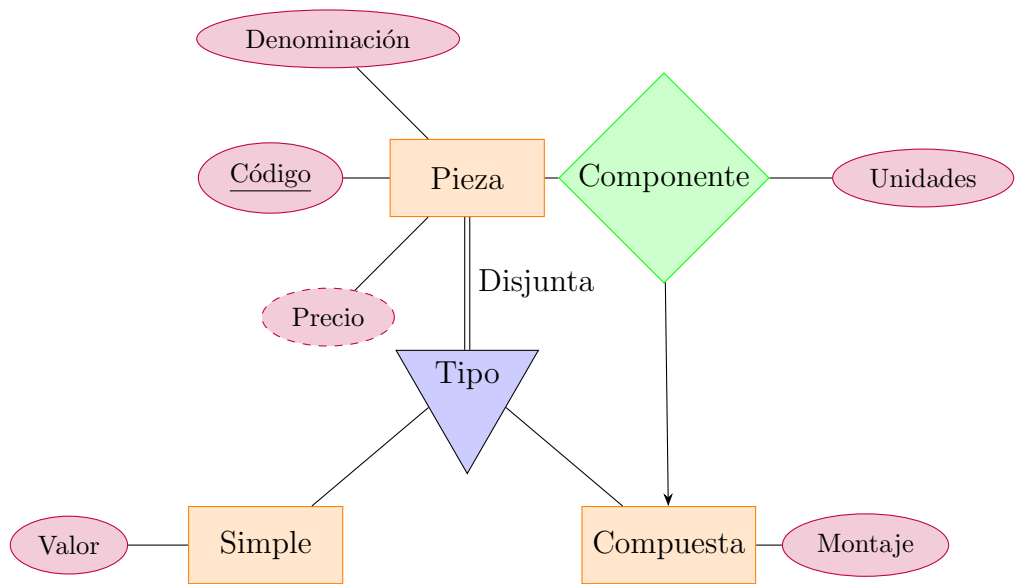 Denominación
Código
Pieza
Componente
Unidades
Disjunta
Precio
Tipo
Valor
Simple
Compuesta
Montaje